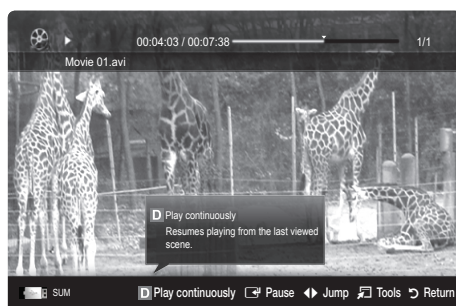 00:04:03 / 00:07:38 1/1
Movie 01.avi
D Play continuously
Resumes playing from the last viewed
scene.
SUM D Play continuously Pause Jump Tools Return